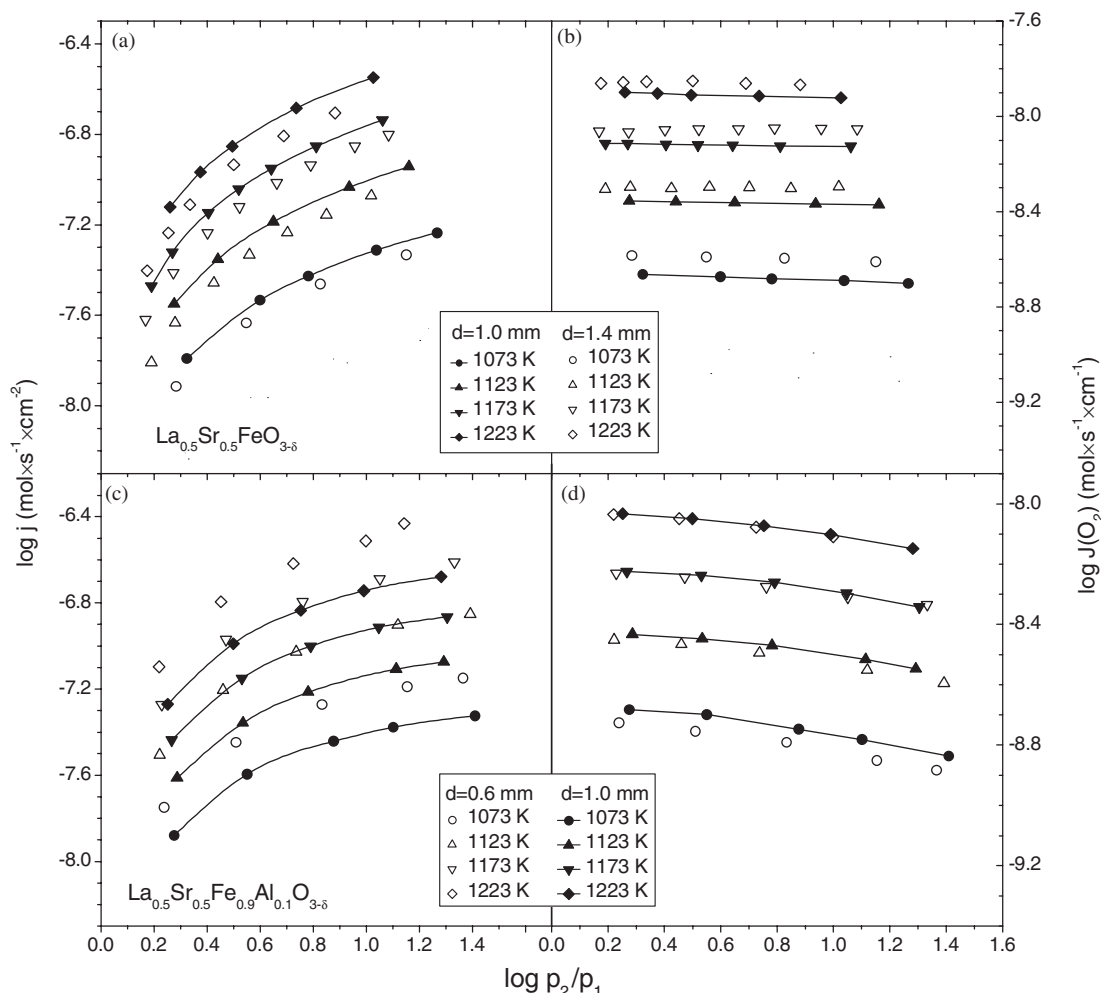 (a)
(b)
-6.4
-6.8
-7.2
-7.6
-8.0
-7.6
-8.0
-8.4
-8.8
-9.2
d=1.0 mm d=1.4 mm
1073 K 1073 K
1123 K 1123 K
1173 K 1173 K
1223 K 1223 K
La0.5Sr0.5FeO3-δ
log j (mol×s-1×cm-2)
log J(O2) (mol×s-1×cm-1)
(c)
(d)
-6.4
-6.8
-7.2
-7.6
-8.0
-8.0
-8.4
-8.8
-9.2
d=0.6 mm d=1.0 mm
1073 K 1073 K
1123 K 1123 K
1173 K 1173 K
1223 K 1223 K
La0.5Sr0.5Fe0.9Al0.1O3-δ
0.0 0.2 0.4 0.6 0.8 1.0 1.2 1.4 0.0 0.2 0.4 0.6 0.8 1.0 1.2 1.4 1.6
log p2/p1